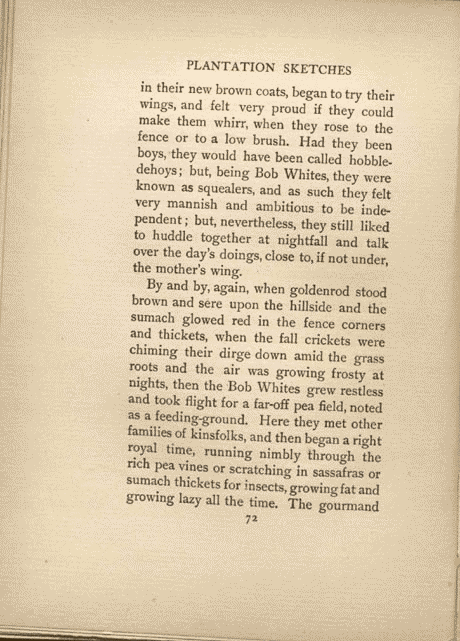 PLANTATION SKETCHES
in their new brown coats, began to try their
wings, and felt very proud if they could
make them whirr, when they rose to the
fence or to a low brush. Had they been
boys, they would have been called hobble-
dehoys; but, being Bob Whites, they were
known as squealers, and as such they felt
very mannish and ambitious to be inde-
pendent; but, nevertheless, they still liked
to huddle together at nightfall and talk
over the day's doings, close to, if not under,
the mother's wing.
By and by, again, when goldenrod stood
brown and sere upon the hillside and the
sumach glowed red in the fence corners
and thickets, when the fall crickets were
chiming their dirge down amid the grass
roots and the air was growing frosty at
nights, then the Bob Whites grew restless
and took flight for a far-off pea field, noted
as a feeding-ground. Here they met other
families of kinsfolks, and then began a right
royal time, running nimbly through the
rich pea vines or scratching in sassafras or
sumach thickets for insects, growing fat and
growing lazy all the time. The gourmand
72